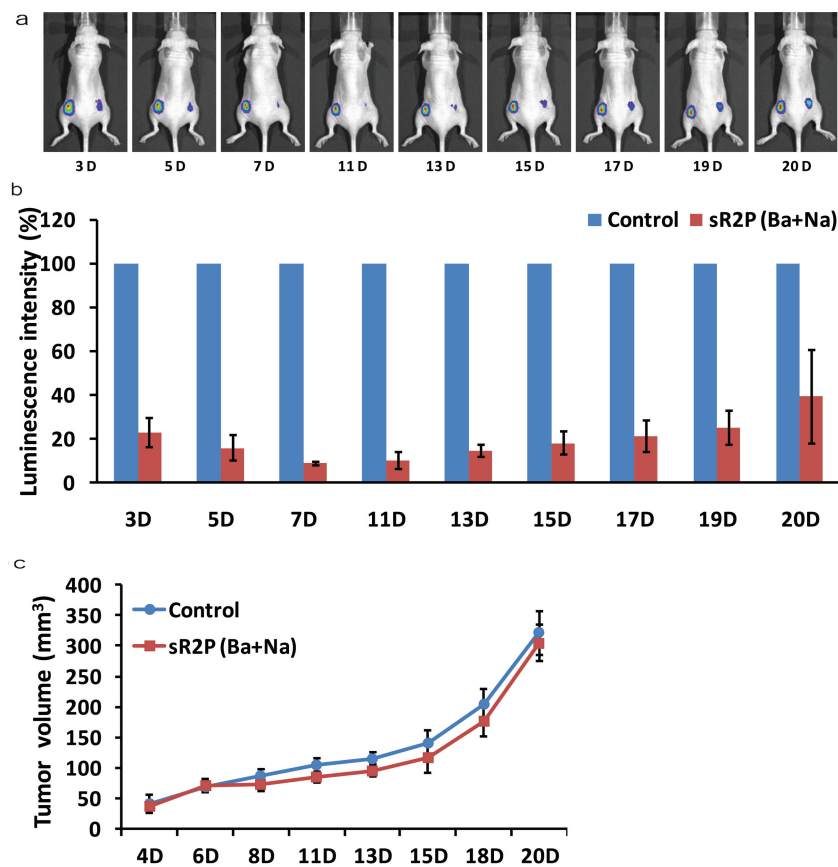 a
3 D 5 D 7 D 11 D 13 D 15 D 17 D 19 D 20 D
b
Luminescence intensity (%)
120
100
80
60
40
20
0
Control sR2P (Ba+Na)
3D 5D 7D 11D 13D 15D 17D 19D 20D
c
Tumor volume (mm³)
400
350
300
250
200
150
100
50
0
Control
sR2P (Ba+Na)
4D 6D 8D 11D 13D 15D 18D 20D